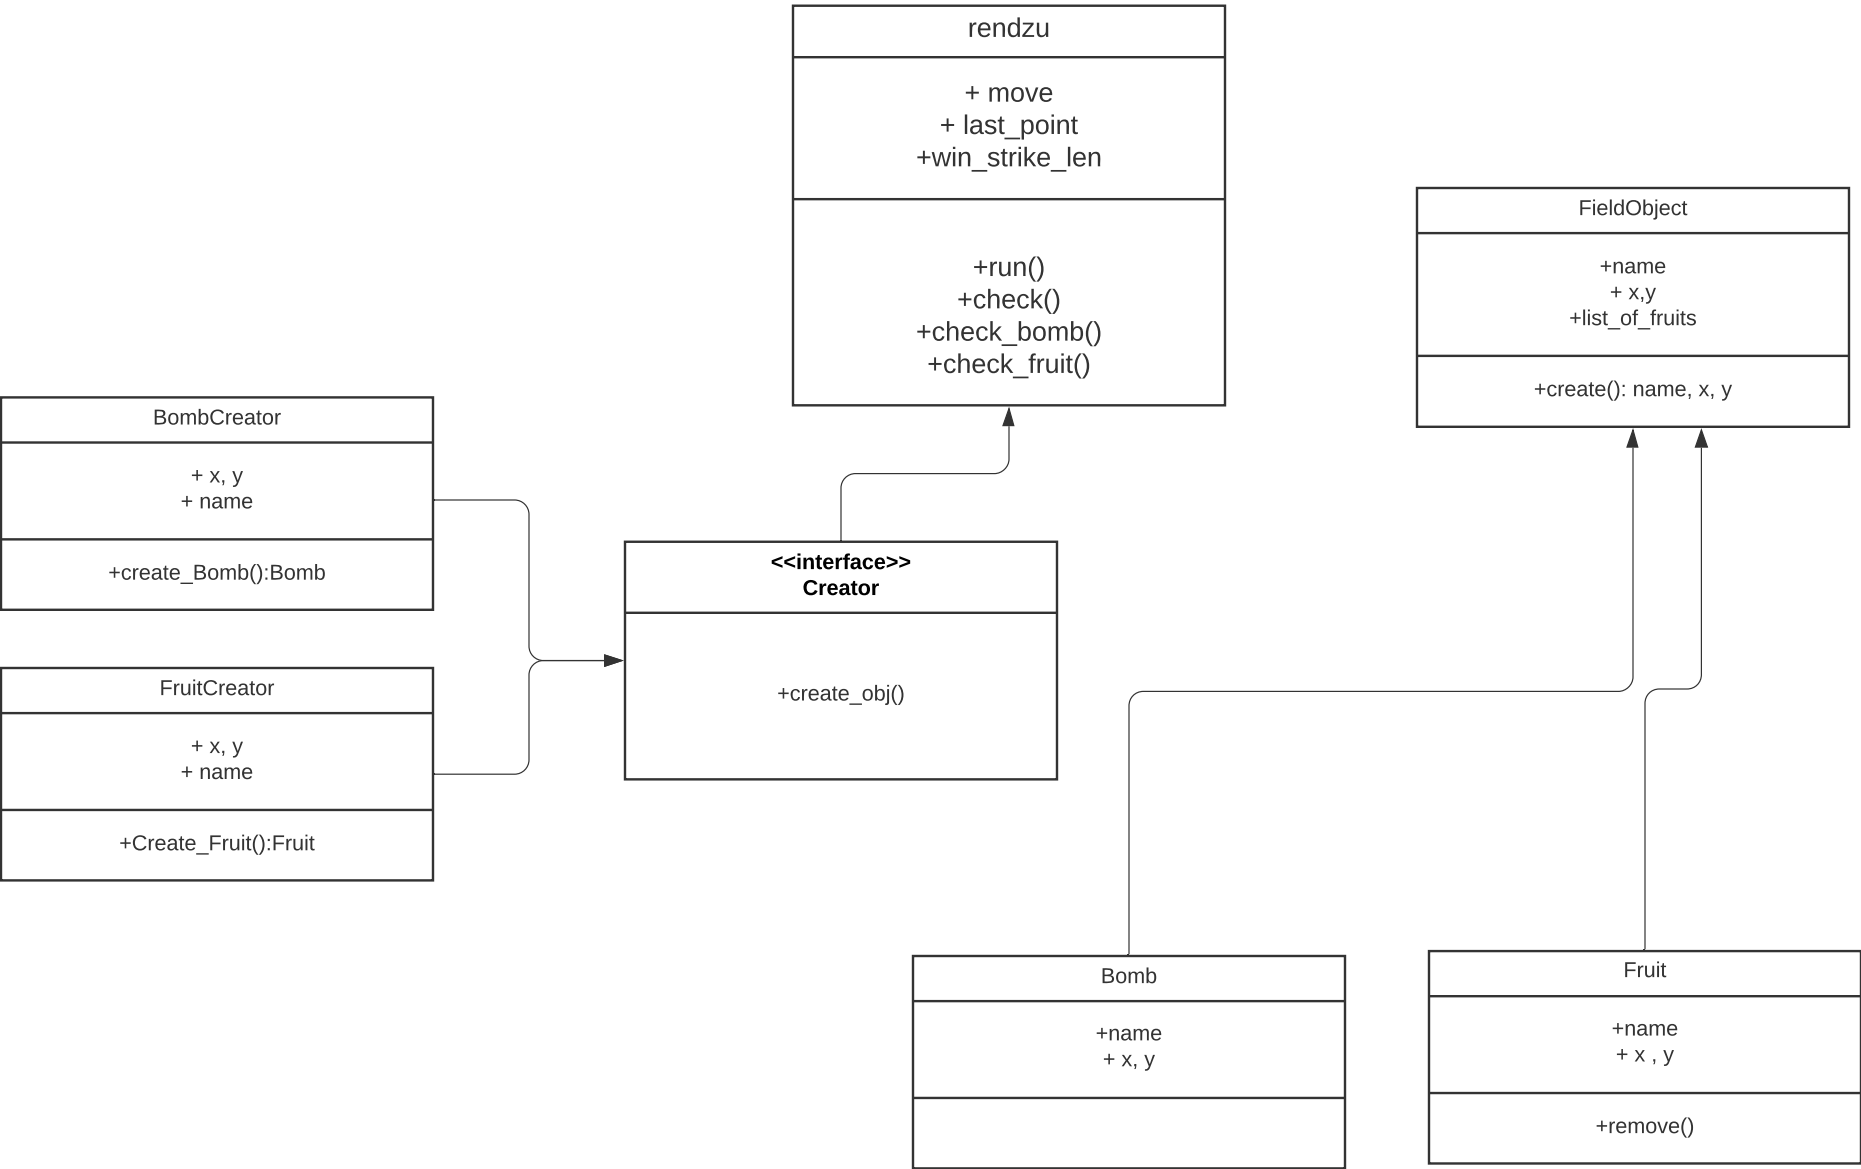 rendzu
+ move
+ last_point
+win_strike_len
+run()
+check()
+check_bomb()
+check_fruit()
FieldObject
+name
+ x,y
+list_of_fruits
+create(): name, x, y
BombCreator
+ x, y
+ name
+create_Bomb():Bomb
<<interface>>
Creator
+create_obj()
FruitCreator
+ x, y
+ name
+Create_Fruit():Fruit
Bomb
+name
+ x, y
Fruit
+name
+ x , y
+remove()